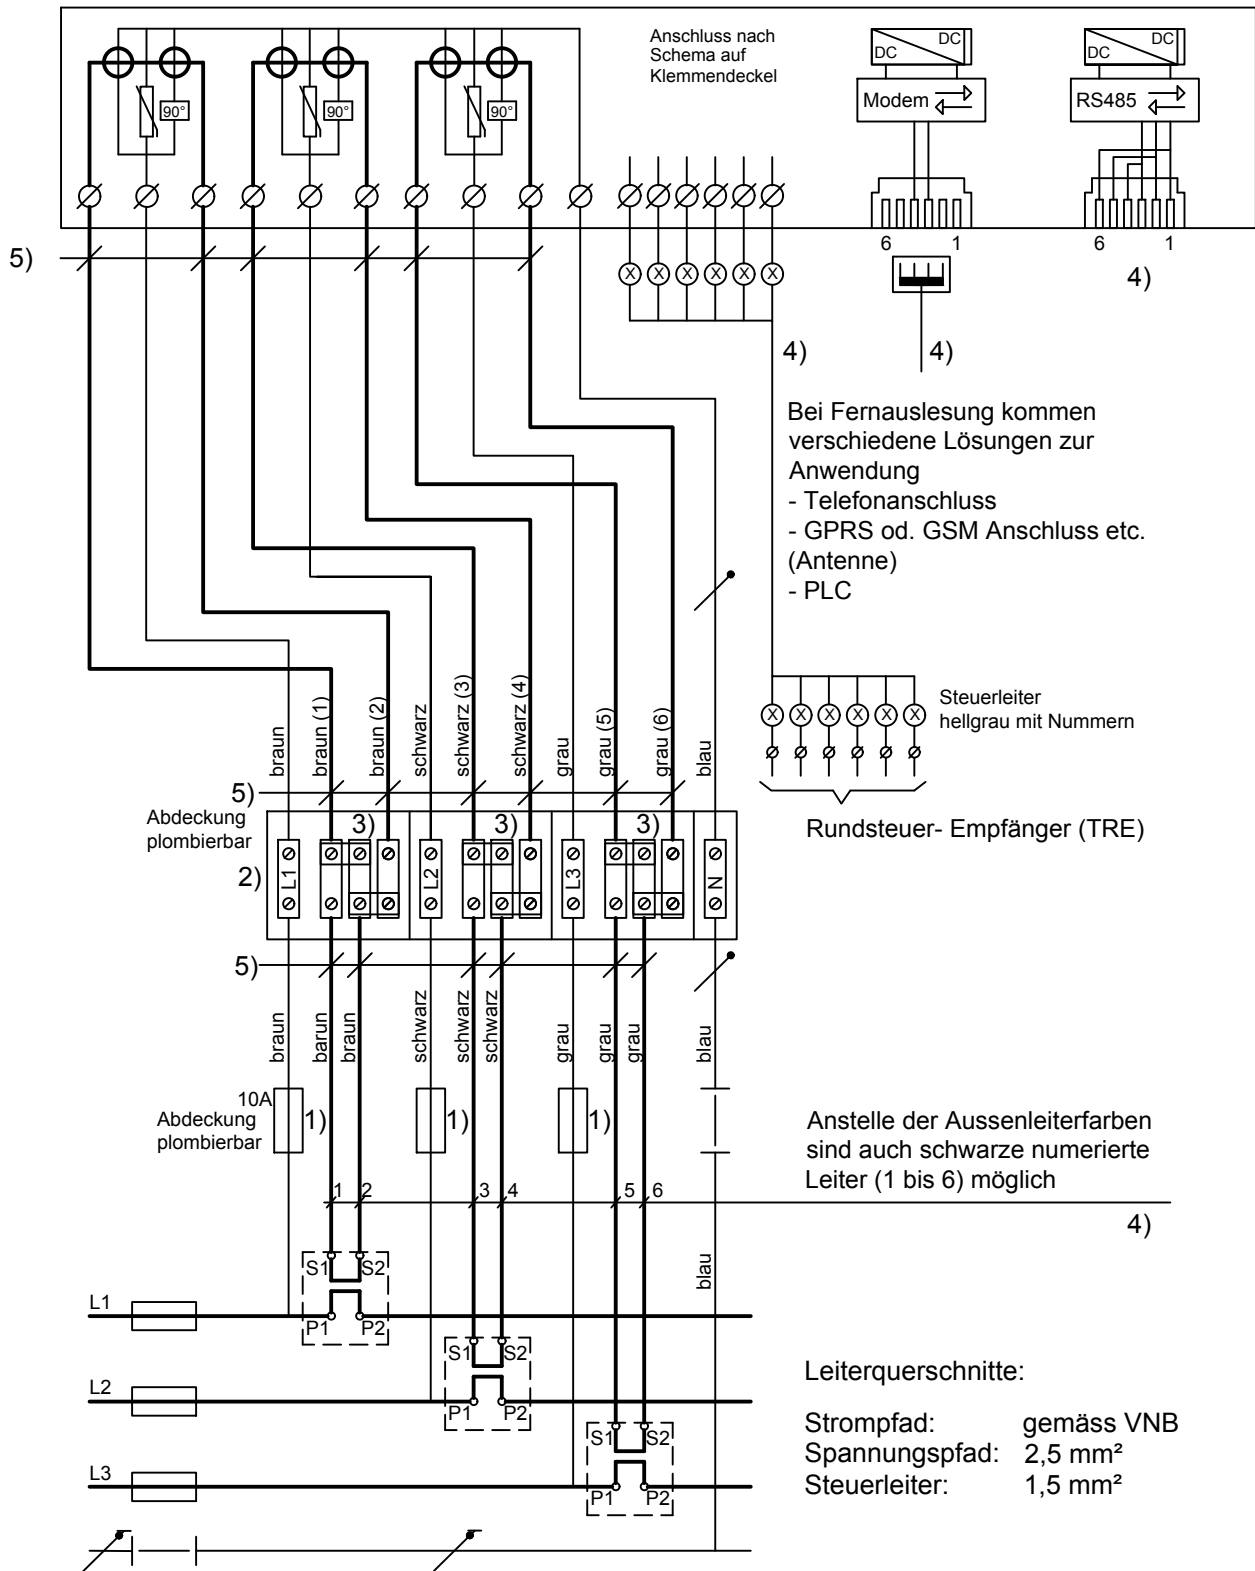 Anschluss nach
Schema auf
Klemmendeckel
DC DC
DC DC
Modem
RS485
90° 90° 90°
6 1
6 1
5)
4)
4)
4)
Bei Fernauslesung kommen
verschiedene Lösungen zur
Anwendung
- Telefonanschluss
- GPRS od. GSM Anschluss etc.
(Antenne)
- PLC
braun
braun (1)
braun (2)
schwarz
schwarz (3)
schwarz (4)
grau
grau (5)
grau (6)
blau
Steuerleiter
hellgrau mit Nummern
X X X X X X
X X X X X X
Rundsteuer- Empfänger (TRE)
5)
Abdeckung
plombierbar
3) 3) 3)
2)
L1 L2 L3 N
5)
braun
barun
braun
schwarz
schwarz
schwarz
grau
grau
grau
blau
10A
Abdeckung
plombierbar
1) 1) 1)
Anstelle der Aussenleiterfarben
sind auch schwarze numerierte
Leiter (1 bis 6) möglich
1 2 3 4 5 6
4)
blau
S1 S2
L1
P1 P2
S1 S2
L2
P1 P2
S1 S2
L3
P1 P2
Leiterquerschnitte:
Strompfad: gemäss VNB
Spannungspfad: 2,5 mm²
Steuerleiter: 1,5 mm²